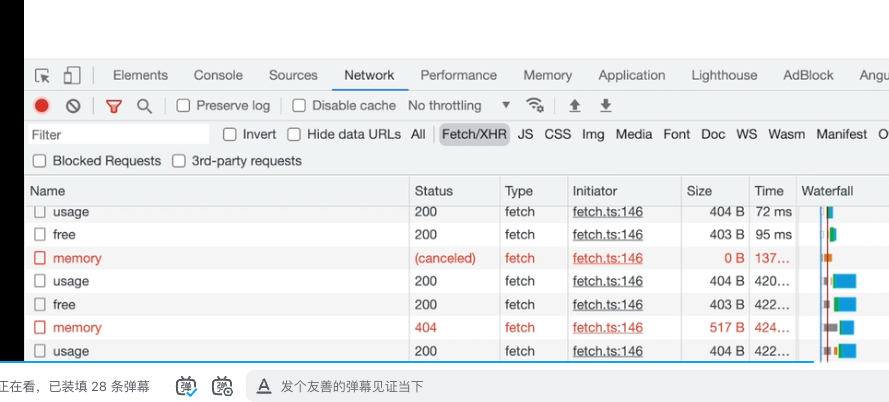 Elements Console Sources Network Performance Memory Application Lighthouse AdBlock Angu
Preserve log Disable cache No throttling
Filter Invert Hide data URLs All Fetch/XHR JS CSS Img Media Font Doc WS Wasm Manifest O
Blocked Requests 3rd-party requests
Name Status Type Initiator Size Time Waterfall
usage 200 fetch fetch.ts:146 404 B 72 ms
free 200 fetch fetch.ts:146 403 B 95 ms
memory (canceled) fetch fetch.ts:146 0 B 137...
usage 200 fetch fetch.ts:146 404 B 420...
free 200 fetch fetch.ts:146 403 B 422...
memory 404 fetch fetch.ts:146 517 B 424...
usage 200 fetch fetch.ts:146 404 B 422...
正在看，已装填 28 条弹幕 弹 弹 A 发个友善的弹幕见证当下